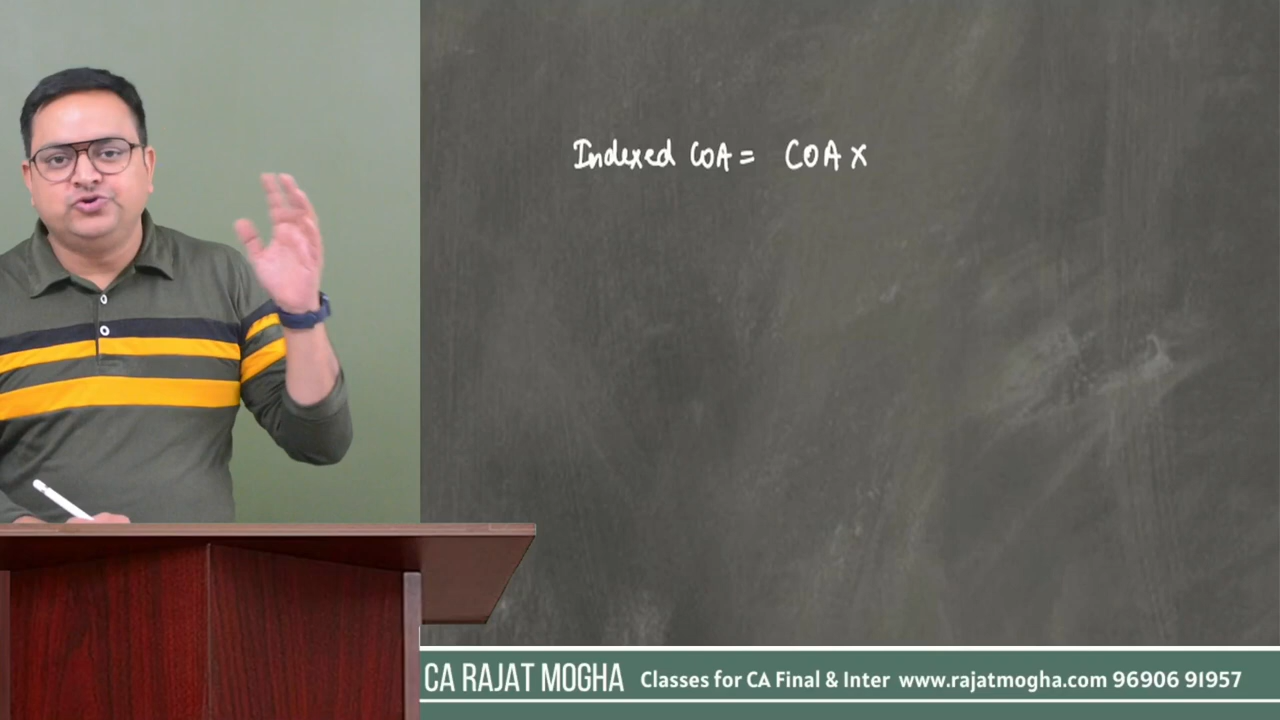 Indexed COA = COA x
CA RAJAT MOGHA Classes for CA Final & Inter www.rajatmogha.com 96906 91957